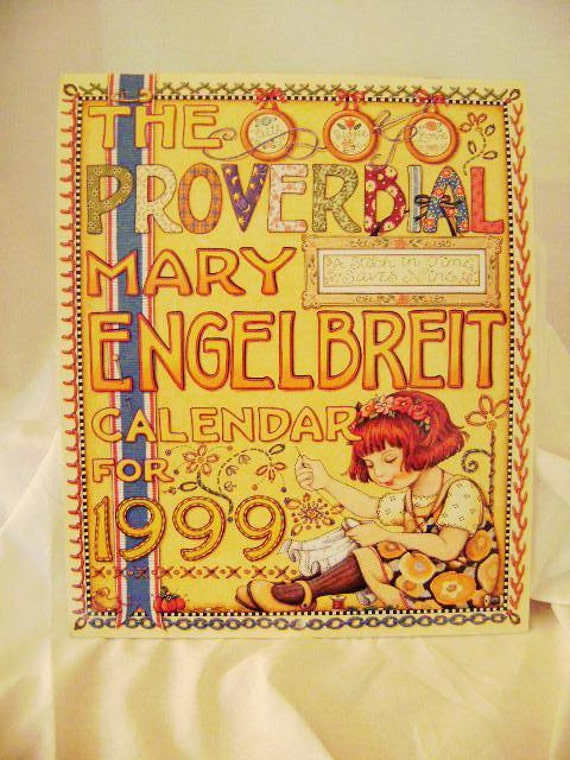 THE
PROVERBIAL
MARY
A Stitch in Time
Saves Nine
ENGELBREIT
CALENDAR
FOR
1999